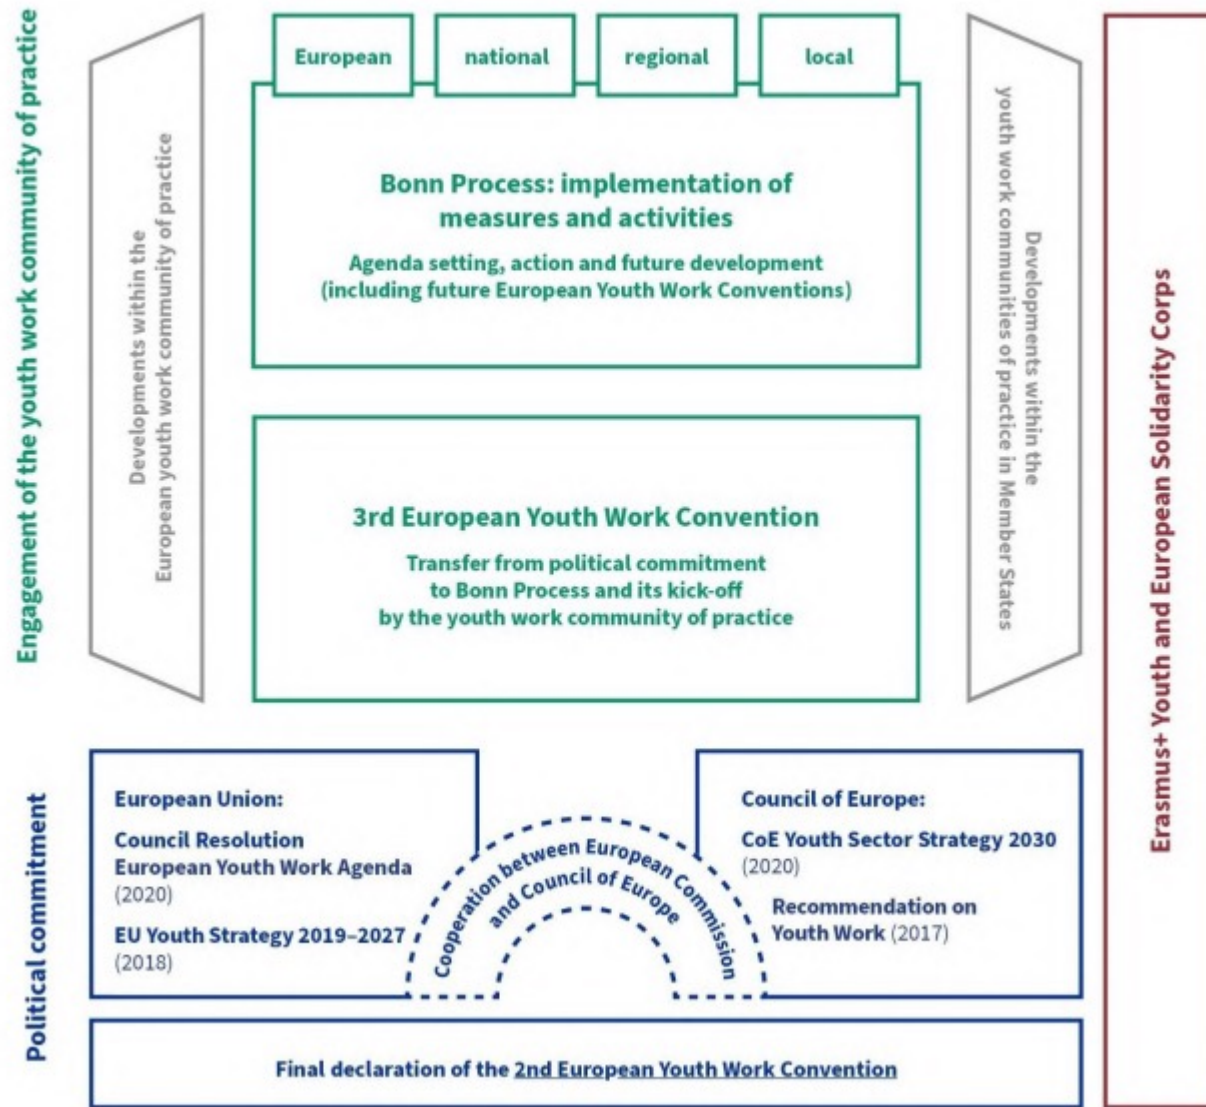 Engagement of the youth work community of practice
Developments within the
European youth work community of practice
European
national
regional
local
Bonn Process: implementation of
measures and activities
Agenda setting, action and future development
(including future European Youth Work Conventions)
3rd European Youth Work Convention
Transfer from political commitment
to Bonn Process and its kick-off
by the youth work community of practice
Developments within the
youth work communities of practice in Member States
Erasmus+ Youth and European Solidarity Corps
Political commitment
European Union:
Council Resolution
European Youth Work Agenda
(2020)
EU Youth Strategy 2019–2027
(2018)
Cooperation between European Commission
and Council of Europe
Council of Europe:
CoE Youth Sector Strategy 2030
(2020)
Recommendation on
Youth Work (2017)
Final declaration of the 2nd European Youth Work Convention